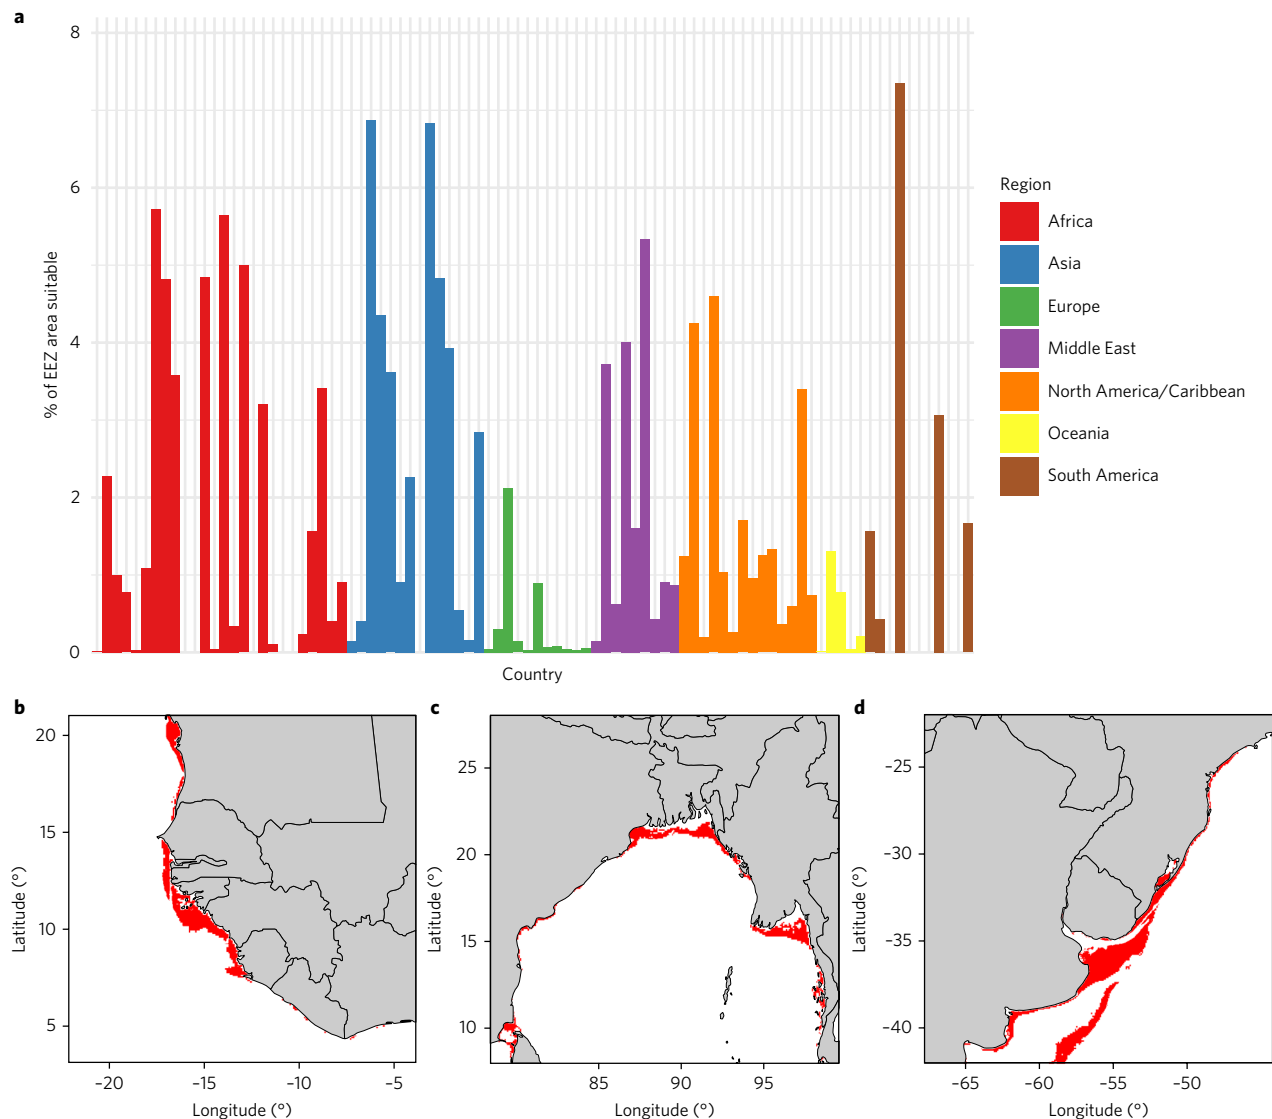 a
8
6
4
2
0
% of EEZ area suitable
Country
Region
Africa
Asia
Europe
Middle East
North America/Caribbean
Oceania
South America
b
20
15
10
5
Latitude (°)
−20 −15 −10 −5
Longitude (°)
c
25
20
15
10
Latitude (°)
85 90 95
Longitude (°)
d
−25
−30
−35
−40
Latitude (°)
−65 −60 −55 −50
Longitude (°)